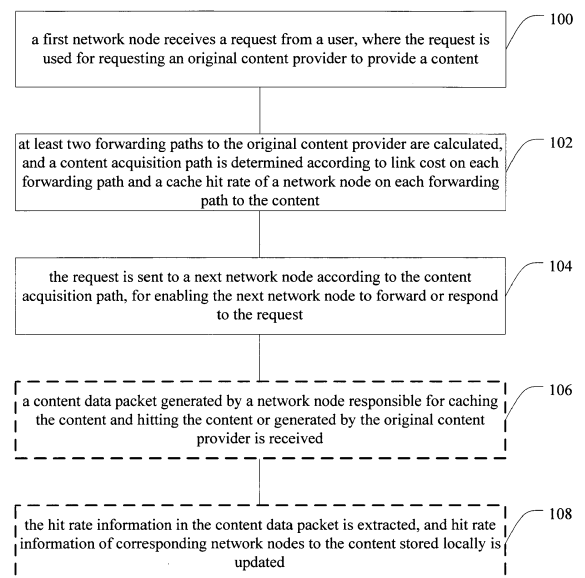 a first network node receives a request from a user, where the request is
used for requesting an original content provider to provide a content
100
at least two forwarding paths to the original content provider are calculated,
and a content acquisition path is determined according to link cost on each
forwarding path and a cache hit rate of a network node on each forwarding
path to the content
102
the request is sent to a next network node according to the content
acquisition path, for enabling the next network node to forward or respond
to the request
104
a content data packet generated by a network node responsible for caching
the content and hitting the content or generated by the original content
provider is received
106
the hit rate information in the content data packet is extracted, and hit rate
information of corresponding network nodes to the content stored locally is
updated
108